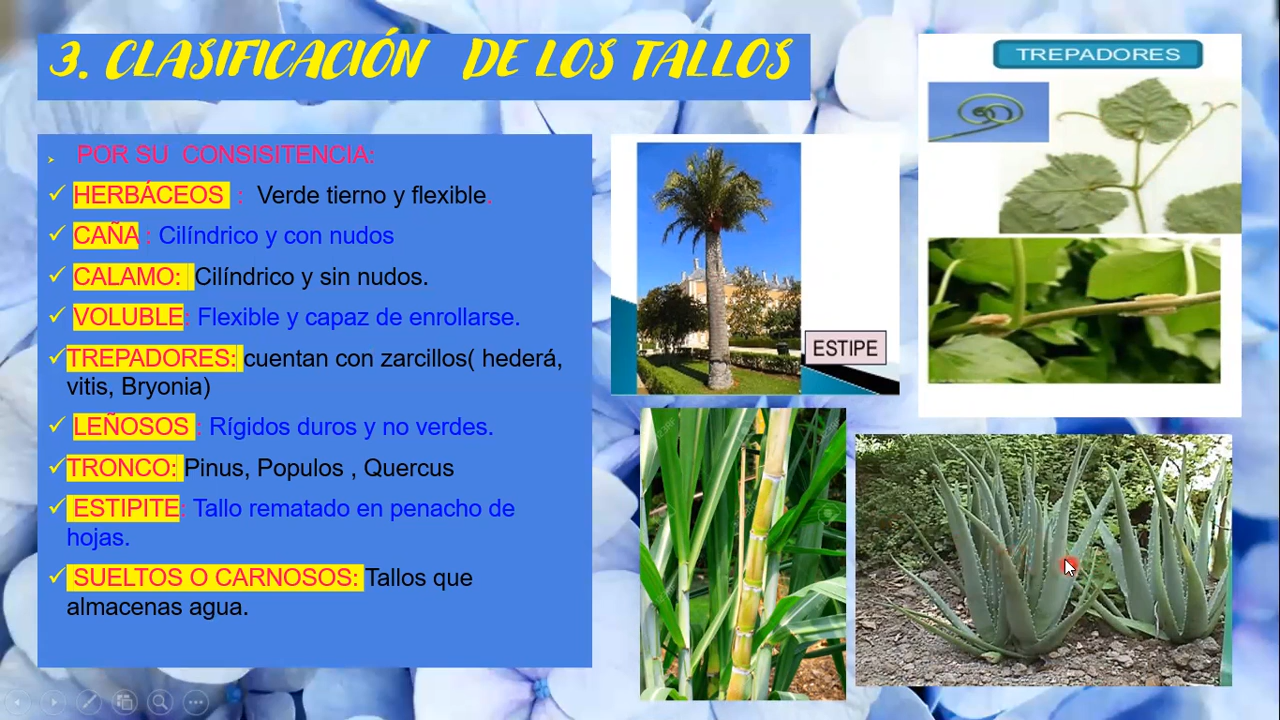 3. CLASIFICACIÓN DE LOS TALLOS
POR SU CONSISITENCIA:
HERBÁCEOS : Verde tierno y flexible.
CAÑA : Cilíndrico y con nudos
CALAMO: Cilíndrico y sin nudos.
VOLUBLE: Flexible y capaz de enrollarse.
TREPADORES: cuentan con zarcillos( hederá,
vitis, Bryonia)
LEÑOSOS : Rígidos duros y no verdes.
TRONCO: Pinus, Populos , Quercus
ESTIPITE: Tallo rematado en penacho de
hojas.
SUELTOS O CARNOSOS: Tallos que
almacenas agua.
ESTIPE
TREPADORES